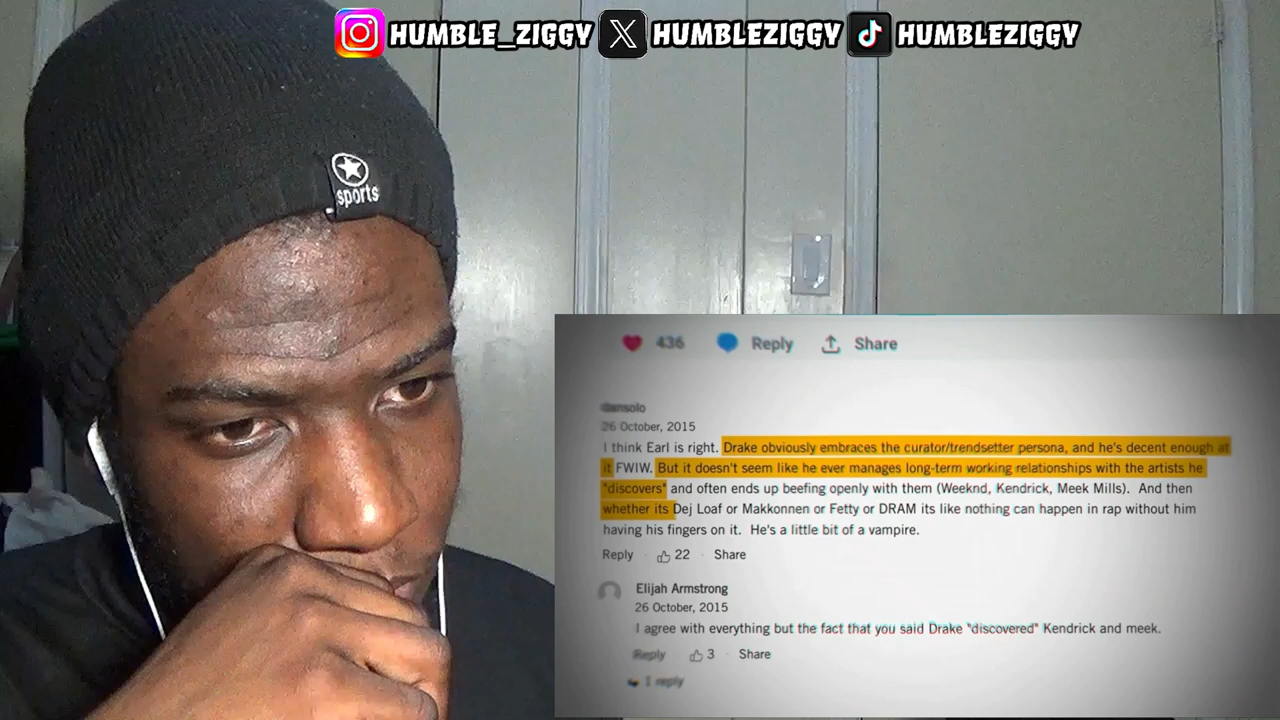 HUMBLE_ZIGGY HUMBLEZIGGY HUMBLEZIGGY
sports
436 Reply Share
dansolo
26 October, 2015
I think Earl is right. Drake obviously embraces the curator/trendsetter persona, and he's decent enough at
it FWIW. But it doesn't seem like he ever manages long-term working relationships with the artists he
"discovers" and often ends up beefing openly with them (Weeknd, Kendrick, Meek Mills). And then
whether its Dej Loaf or Makkonnen or Fetty or DRAM its like nothing can happen in rap without him
having his fingers on it. He's a little bit of a vampire.
Reply · 22 · Share
Elijah Armstrong
26 October, 2015
I agree with everything but the fact that you said Drake "discovered" Kendrick and meek.
Reply · 3 · Share
1 reply